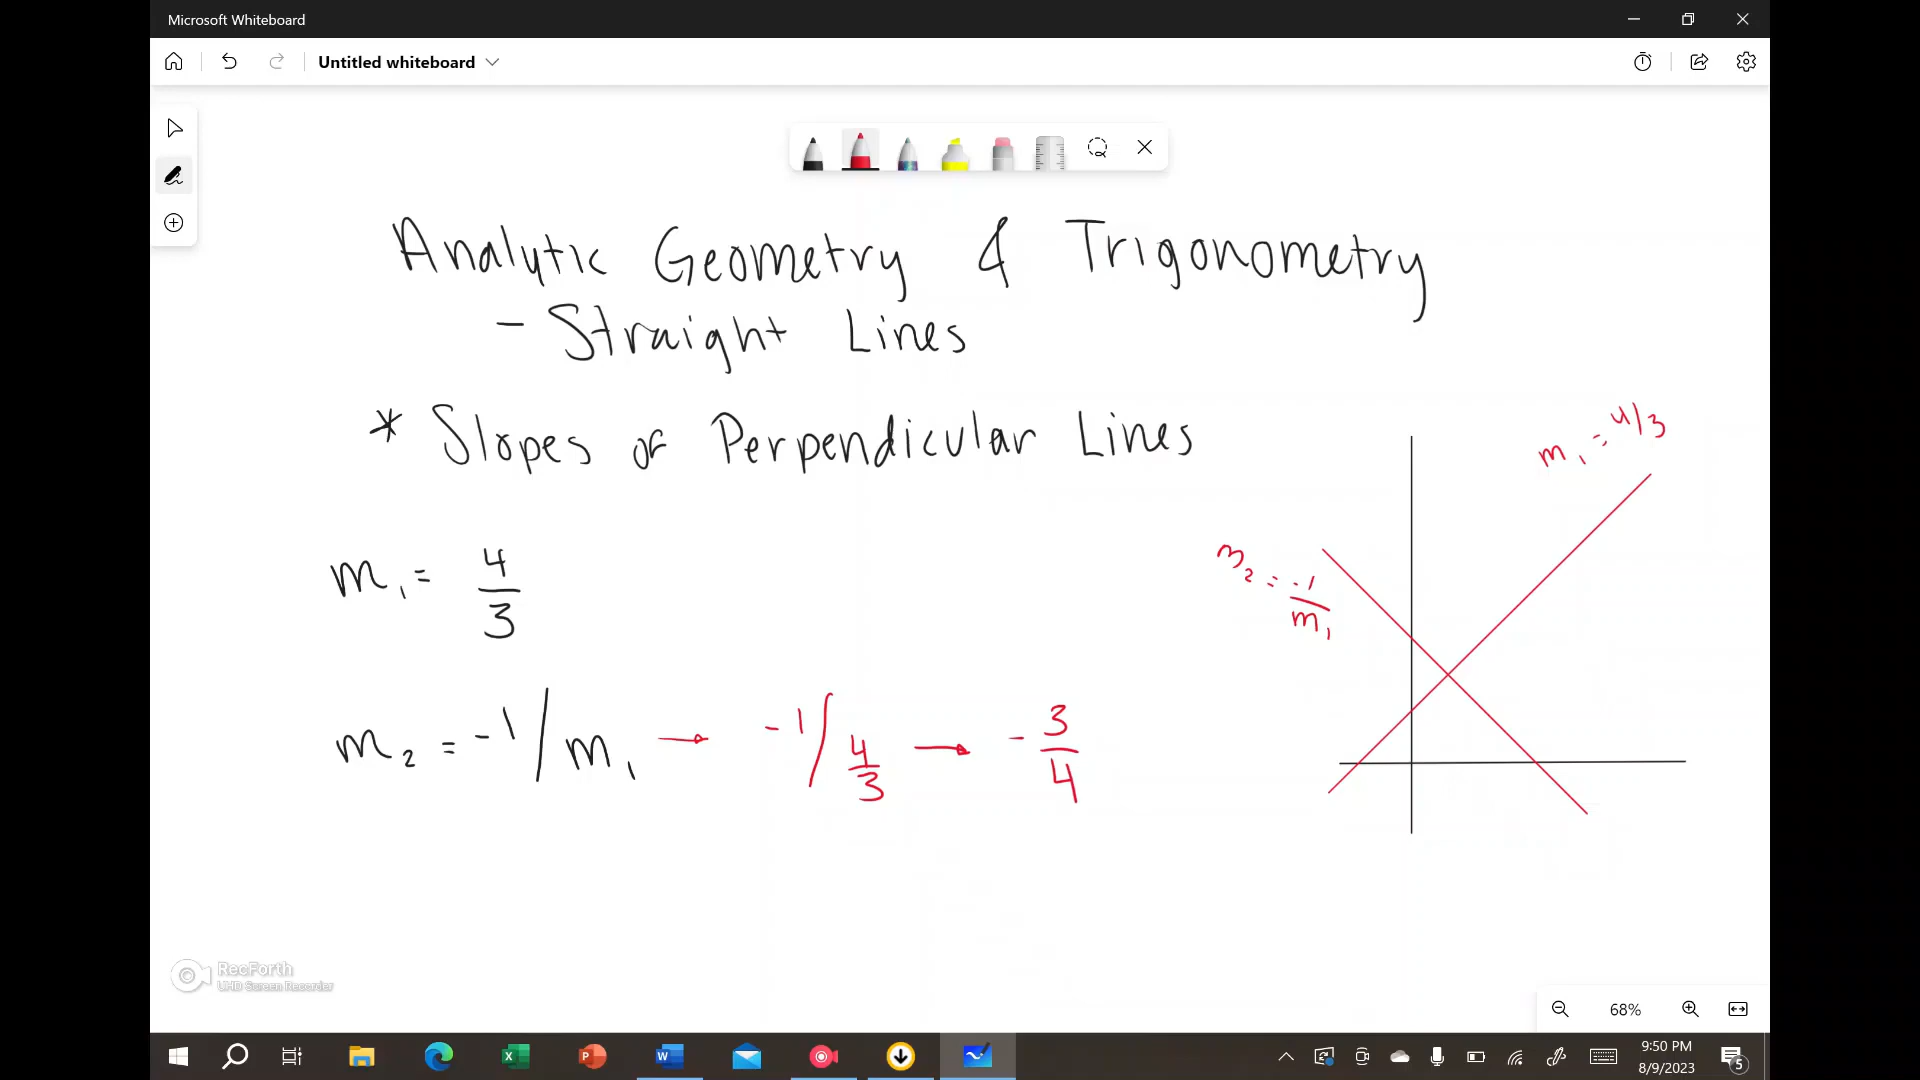 Microsoft Whiteboard
Untitled whiteboard
Analytic Geometry & Trigonometry
- Straight Lines
* Slopes of Perpendicular Lines
m₁ = 4/3
m₁ = 4/3
m₂ = -1/m₁
m₂ = -1/m₁ → -1/(4/3) → -3/4
RecForth
UHD Screen Recorder
68%
9:50 PM
8/9/2023
5